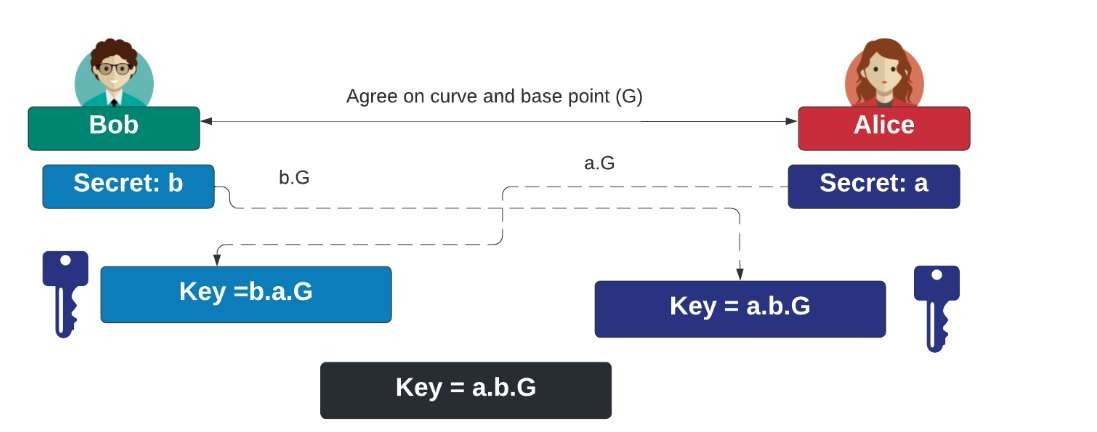 Agree on curve and base point (G)
Bob
Alice
b.G
a.G
Secret: b
Secret: a
Key =b.a.G
Key = a.b.G
Key = a.b.G